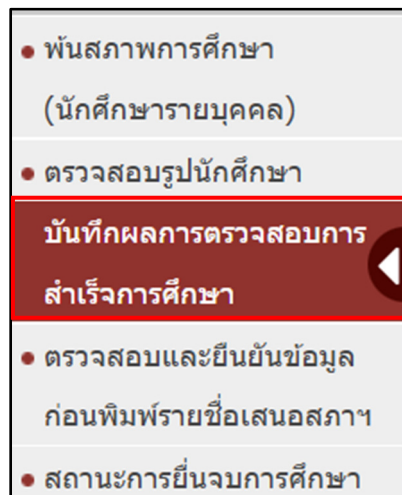 พ้นสภาพการศึกษา
(นักศึกษารายบุคคล)
ตรวจสอบรูปนักศึกษา
บันทึกผลการตรวจสอบการ
สำเร็จการศึกษา
ตรวจสอบและยืนยันข้อมูล
ก่อนพิมพ์รายชื่อเสนอสภาฯ
สถานะการยื่นจบการศึกษา